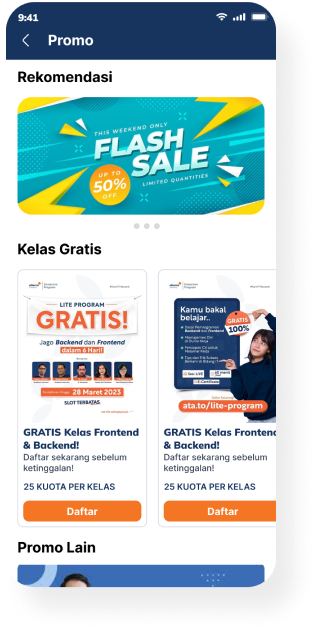 9:41
Promo
Rekomendasi
THIS WEEKEND ONLY
FLASH
SALE
UP TO
50%
OFF
LIMITED QUANTITIES
Kelas Gratis
LITE PROGRAM
GRATIS!
Jago Backend dan Frontend
dalam 6 Hari!
28 Maret 2023
SLOT TERBATAS
GRATIS Kelas Frontend
& Backend!
Daftar sekarang sebelum
ketinggalan!
25 KUOTA PER KELAS
Daftar
Kamu bakal
belajar..
GRATIS
100%
ata.to/lite-program
GRATIS Kelas Frontend
& Backend!
Daftar sekarang sebelum
ketinggalan!
25 KUOTA PER KELAS
Daftar
Promo Lain